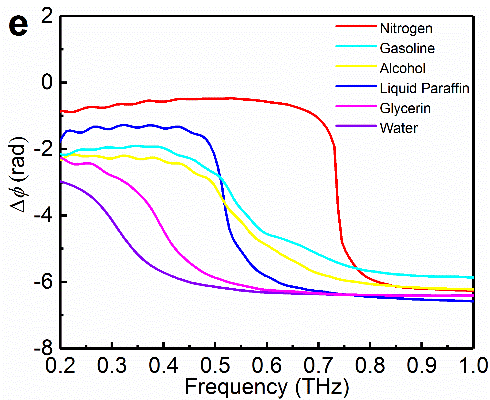 e
2
0
-2
-4
-6
-8
Δϕ (rad)
Nitrogen
Gasoline
Alcohol
Liquid Paraffin
Glycerin
Water
0.2 0.3 0.4 0.5 0.6 0.7 0.8 0.9 1.0
Frequency (THz)